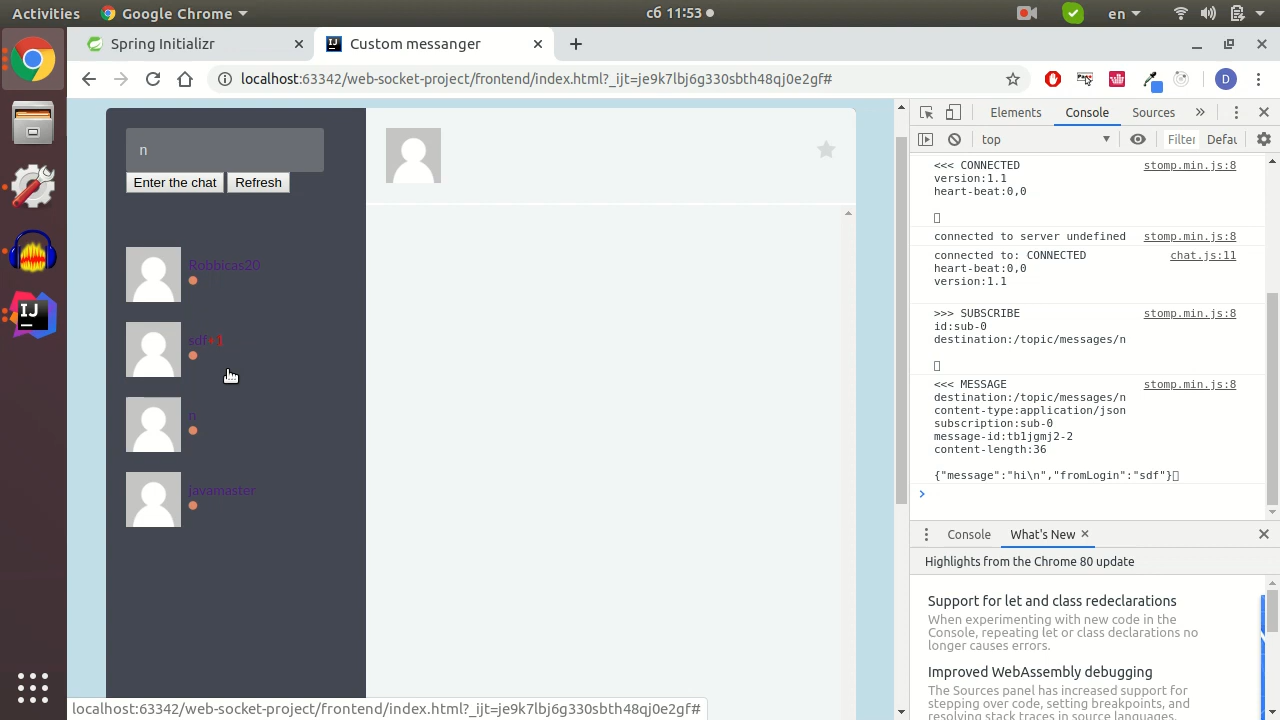 Activities
Google Chrome
сб 11:53
en
Spring Initializr
Custom messanger
localhost:63342/web-socket-project/frontend/index.html?_ijt=je9k7lbj6g330sbth48qj0e2gf#
D
n
Enter the chat
Refresh
Robbicas20
sdf+1
n
javamaster
Elements
Console
Sources
top
Filter
Defau
<<< CONNECTED
stomp.min.js:8
version:1.1
heart-beat:0,0
connected to server undefined
stomp.min.js:8
connected to: CONNECTED
chat.js:11
heart-beat:0,0
version:1.1
>>> SUBSCRIBE
stomp.min.js:8
id:sub-0
destination:/topic/messages/n
<<< MESSAGE
stomp.min.js:8
destination:/topic/messages/n
content-type:application/json
subscription:sub-0
message-id:tb1jgmj2-2
content-length:36
{"message":"hi\n","fromLogin":"sdf"}
Console
What's New
Highlights from the Chrome 80 update
Support for let and class redeclarations
When experimenting with new code in the
Console, repeating let or class declarations no
longer causes errors.
Improved WebAssembly debugging
The Sources panel has increased support for
stepping over code, setting breakpoints, and
resolving stack traces in source languages.
IJ
localhost:63342/web-socket-project/frontend/index.html?_ijt=je9k7lbj6g330sbth48qj0e2gf#